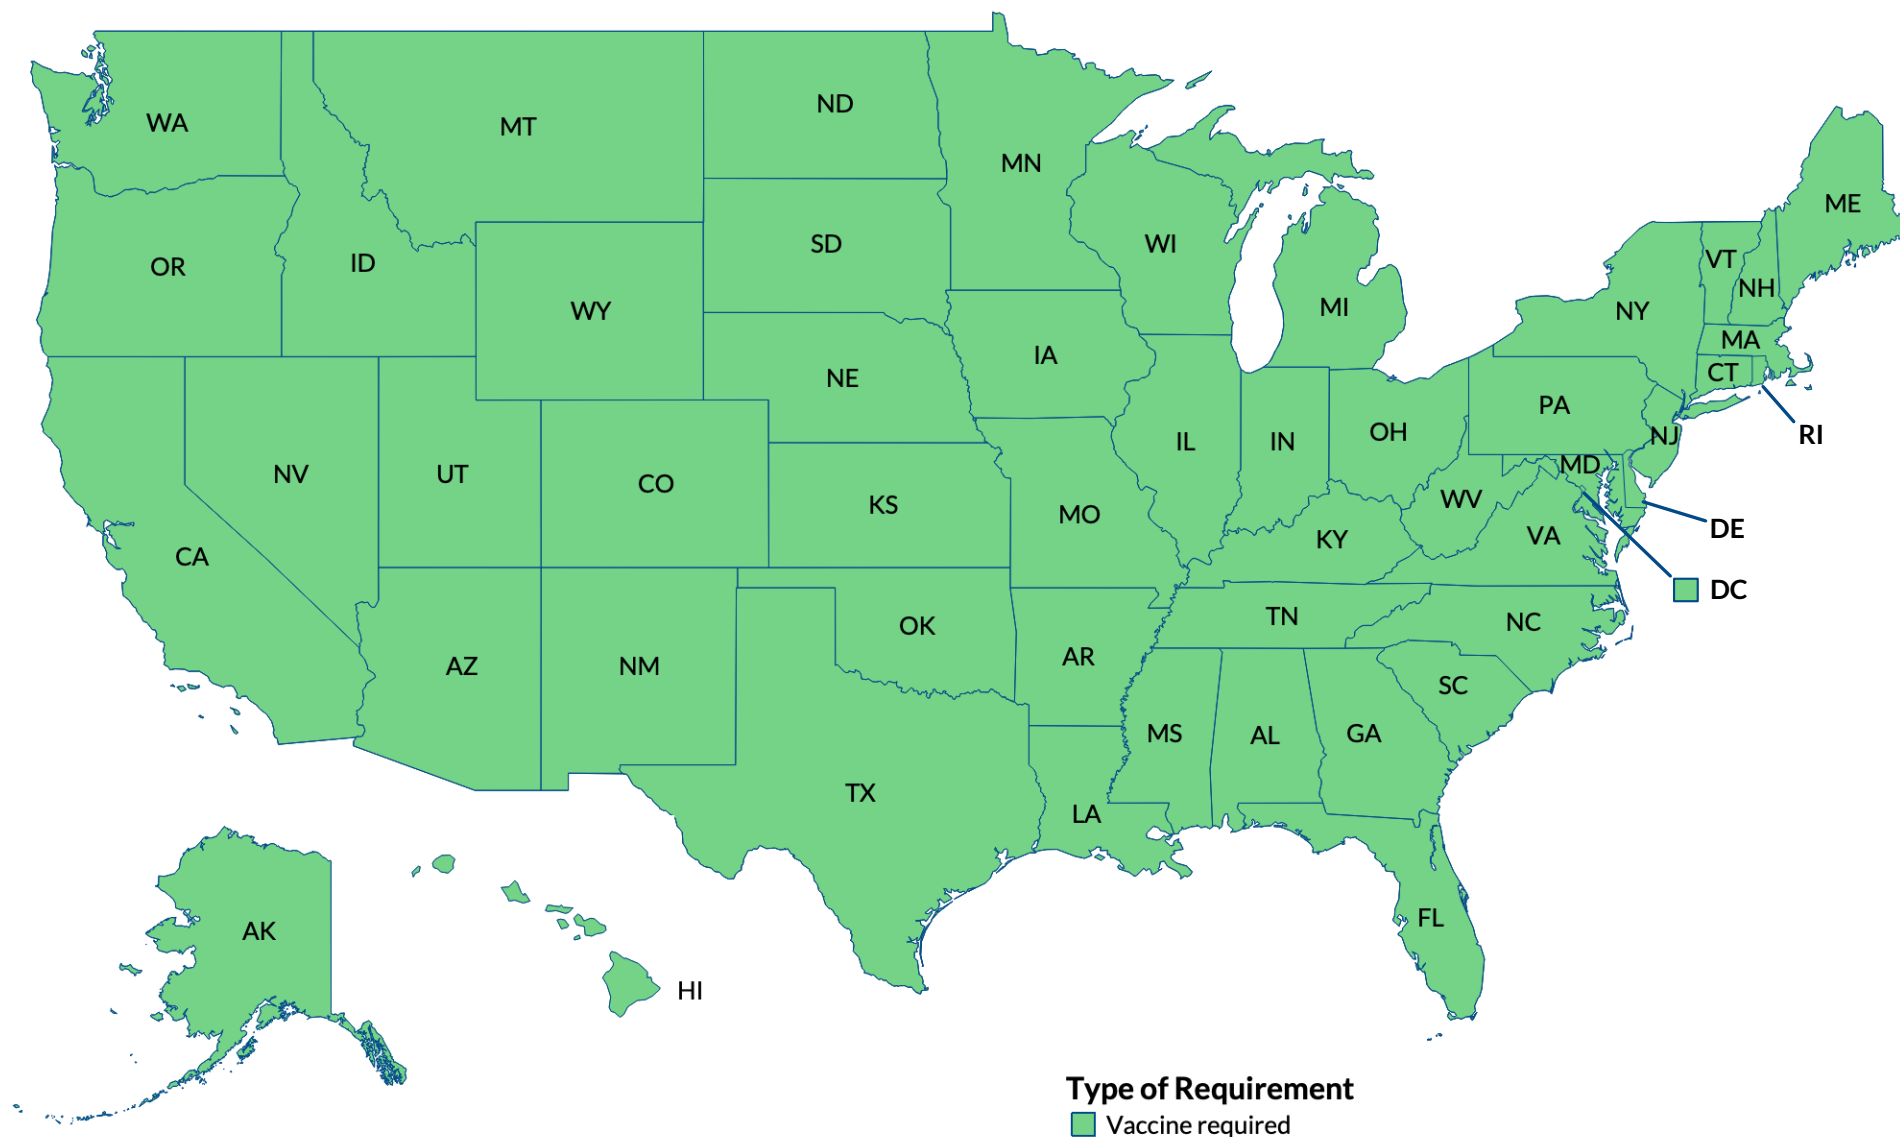 WA
MT
ND
MN
ME
OR
ID
SD
WI
VT
NH
WY
MI
NY
MA
IA
CT
NE
PA
RI
NV
UT
CO
KS
IL
IN
OH
NJ
MD
WV
MO
DE
CA
KY
VA
DC
OK
TN
NC
AZ
NM
AR
SC
MS
AL
GA
TX
LA
AK
FL
HI
Type of Requirement
Vaccine required